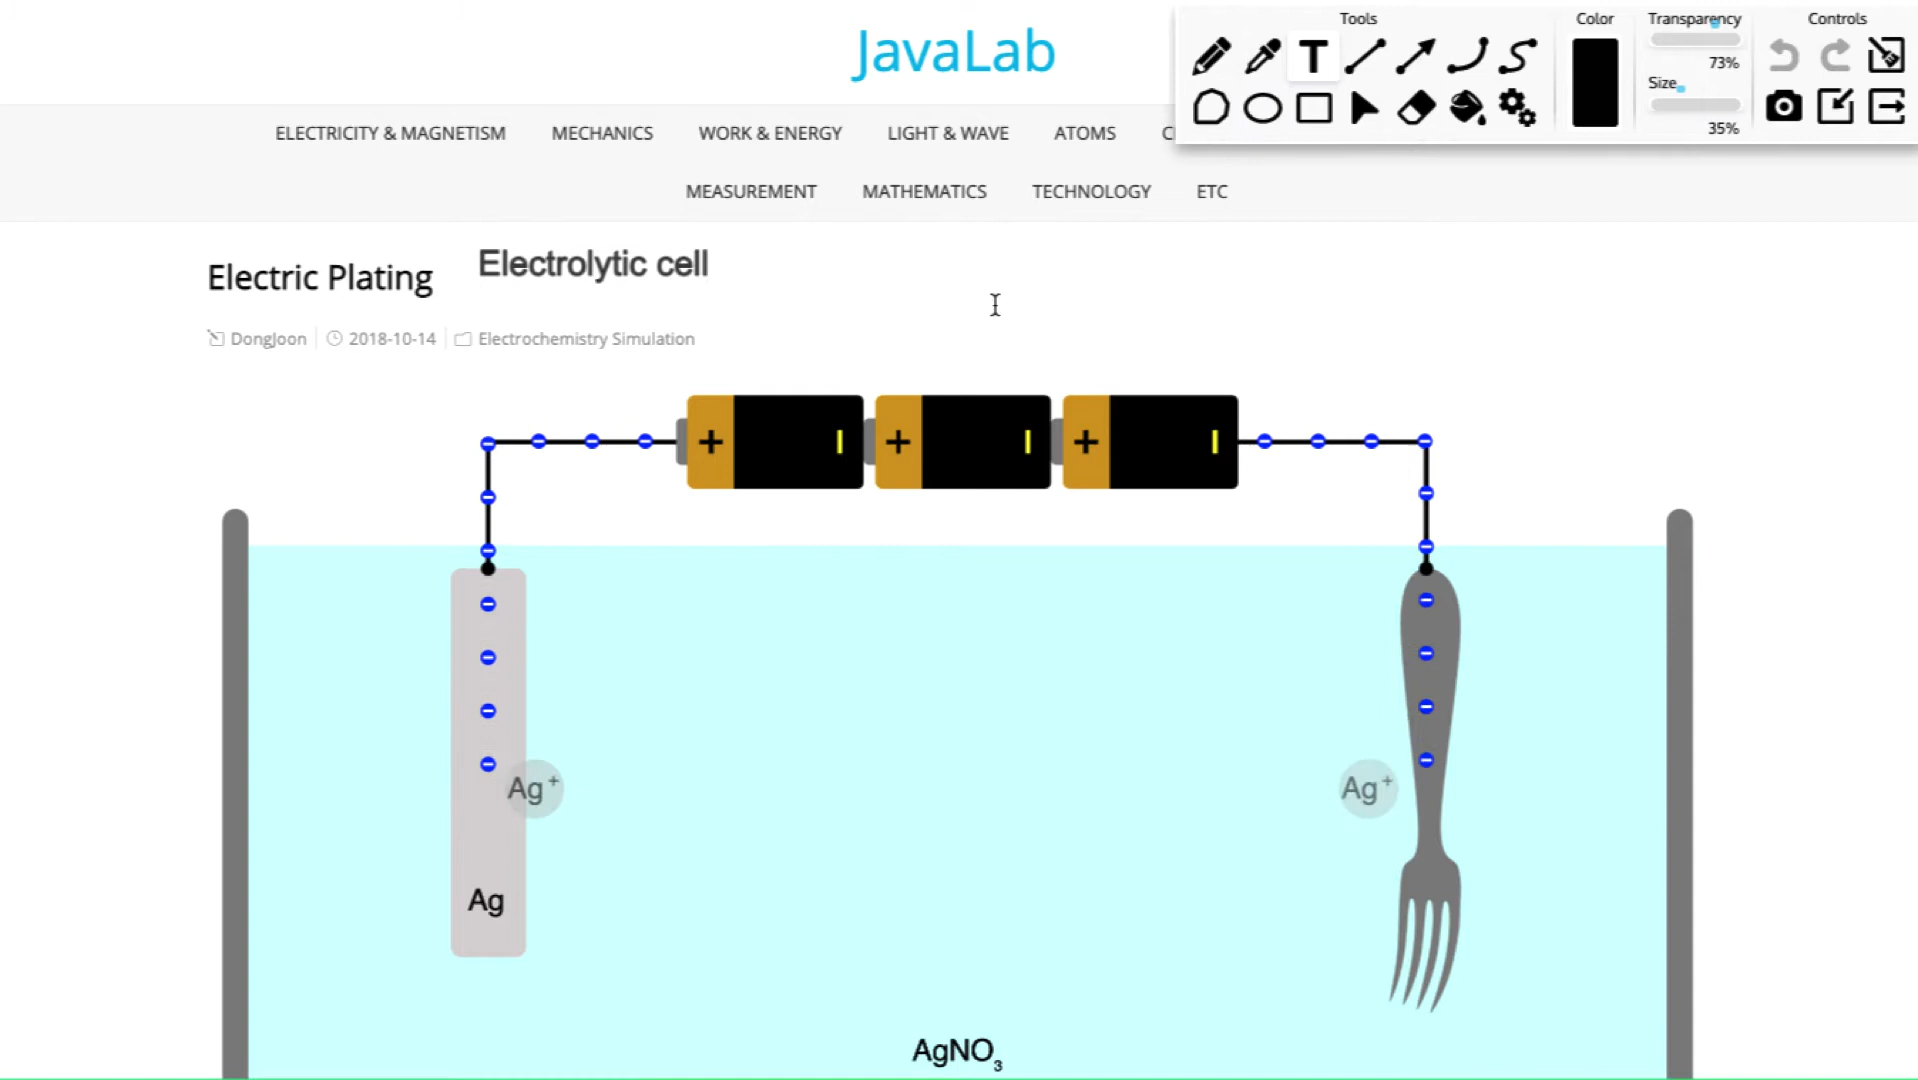 JavaLab
Tools
Color
Transparency
Controls
73%
Size
35%
ELECTRICITY & MAGNETISM MECHANICS WORK & ENERGY LIGHT & WAVE ATOMS C
MEASUREMENT MATHEMATICS TECHNOLOGY ETC
Electric Plating
Electrolytic cell
DongJoon 2018-10-14 Electrochemistry Simulation
+ - + - + -
Ag⁺
Ag⁺
Ag
AgNO₃